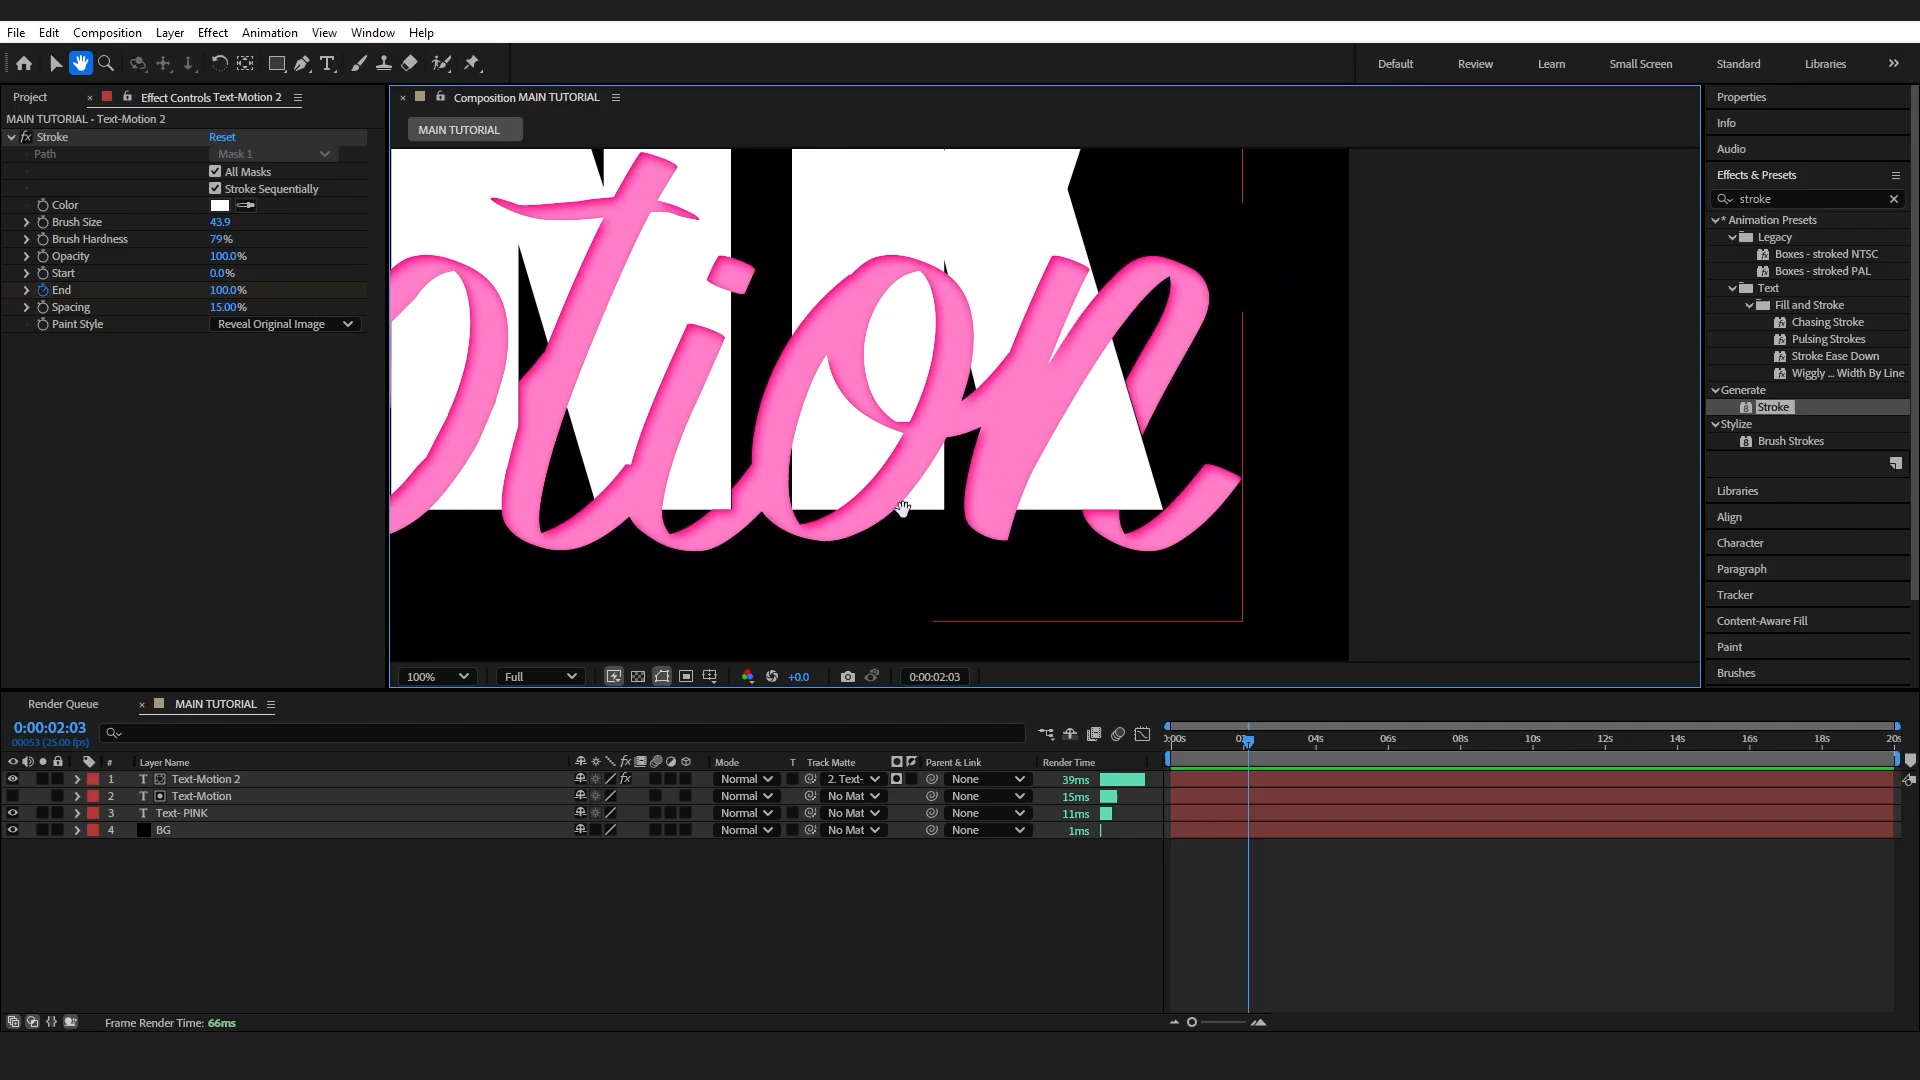 File Edit Composition Layer Effect Animation View Window Help
Default Review Learn Small Screen Standard Libraries
Project
Effect Controls Text-Motion 2
MAIN TUTORIAL - Text-Motion 2
fx Stroke Reset
Path Mask 1
All Masks
Stroke Sequentially
Color
Brush Size 43.9
Brush Hardness 79%
Opacity 100.0%
Start 0.0%
End 100.0%
Spacing 15.00%
Paint Style Reveal Original Image
Composition MAIN TUTORIAL
MAIN TUTORIAL
otion
100% Full +0.0 0:00:02:03
Properties
Info
Audio
Effects & Presets
stroke
* Animation Presets
Legacy
Boxes - stroked NTSC
Boxes - stroked PAL
Text
Fill and Stroke
Chasing Stroke
Pulsing Strokes
Stroke Ease Down
Wiggly ... Width By Line
Generate
Stroke
Stylize
Brush Strokes
Libraries
Align
Character
Paragraph
Tracker
Content-Aware Fill
Paint
Brushes
Render Queue
MAIN TUTORIAL
0:00:02:03
00053 (25.00 fps)
# Layer Name Mode T Track Matte Parent & Link Render Time
1 T Text-Motion 2 fx Normal 2. Text- None 39ms
2 T Text-Motion Normal No Mat None 15ms
3 T Text- PINK Normal No Mat None 11ms
4 BG Normal No Mat None 1ms
04s 06s 08s 10s 12s 14s 16s 18s 20s
Frame Render Time: 66ms